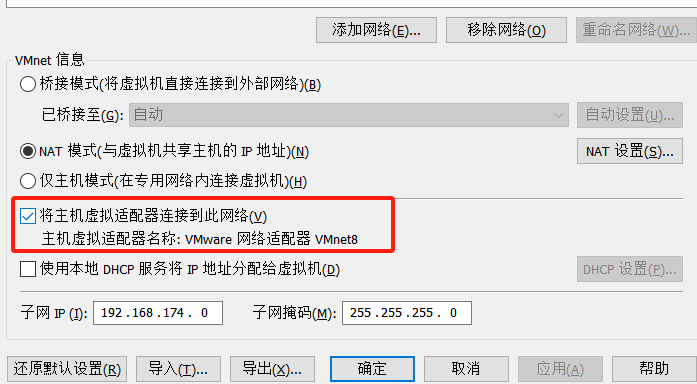 添加网络(E)... 移除网络(O) 重命名网络(W)...
VMnet 信息
桥接模式(将虚拟机直接连接到外部网络)(B)
已桥接至(G): 自动 自动设置(U)...
NAT 模式(与虚拟机共享主机的 IP 地址)(N) NAT 设置(S)...
仅主机模式(在专用网络内连接虚拟机)(H)
将主机虚拟适配器连接到此网络(V)
主机虚拟适配器名称: VMware 网络适配器 VMnet8
使用本地 DHCP 服务将 IP 地址分配给虚拟机(D) DHCP 设置(P)...
子网 IP (I): 192.168.174. 0 子网掩码(M): 255.255.255. 0
还原默认设置(R) 导入(T)... 导出(X)... 确定 取消 应用(A) 帮助